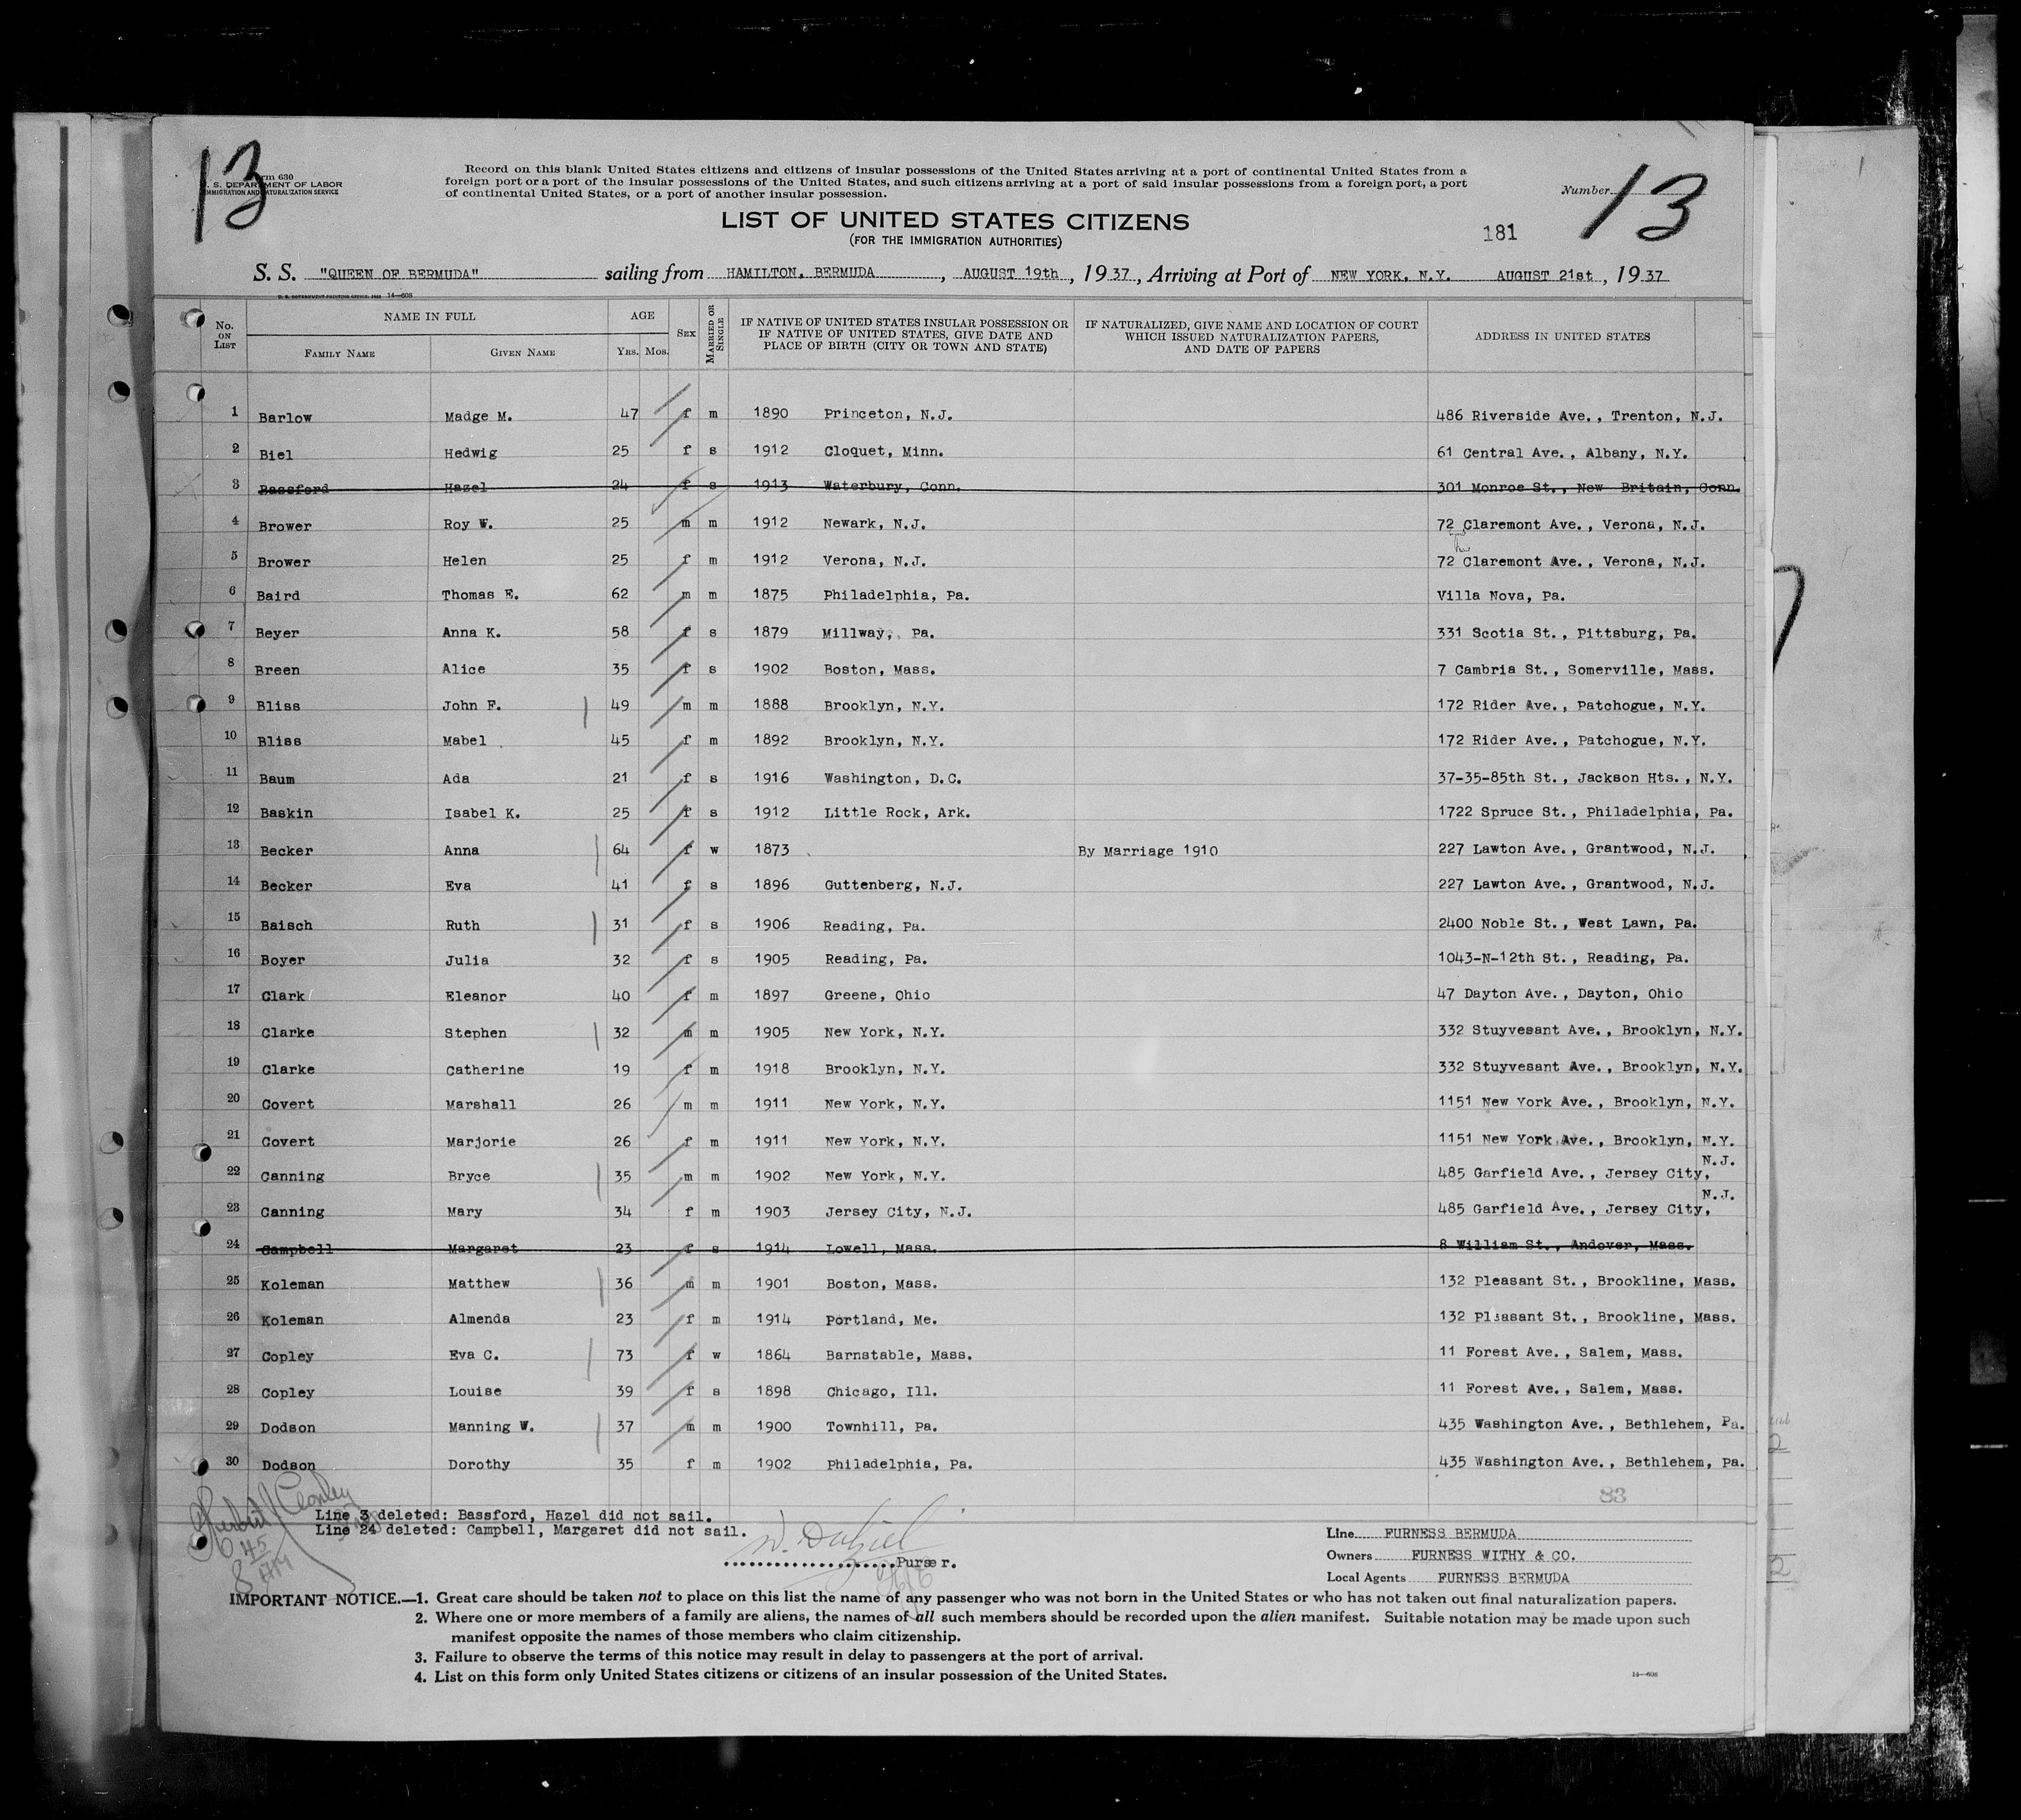 13
Form 630
U. S. DEPARTMENT OF LABOR
IMMIGRATION AND NATURALIZATION SERVICE
Record on this blank United States citizens and citizens of insular possessions of the United States arriving at a port of continental United States from a
foreign port or a port of the insular possessions of the United States, and such citizens arriving at a port of said insular possessions from a foreign port, a port
of continental United States, or a port of another insular possession.
Number 13
LIST OF UNITED STATES CITIZENS
(FOR THE IMMIGRATION AUTHORITIES)
181
S. S. "QUEEN OF BERMUDA" sailing from HAMILTON, BERMUDA, AUGUST 19th, 1937, Arriving at Port of NEW YORK, N.Y. AUGUST 21st, 1937
14—608
No. ON LIST
NAME IN FULL
FAMILY NAME
GIVEN NAME
AGE
YRS. MOS.
SEX
MARRIED OR SINGLE
IF NATIVE OF UNITED STATES INSULAR POSSESSION OR
IF NATIVE OF UNITED STATES, GIVE DATE AND
PLACE OF BIRTH (CITY OR TOWN AND STATE)
IF NATURALIZED, GIVE NAME AND LOCATION OF COURT
WHICH ISSUED NATURALIZATION PAPERS,
AND DATE OF PAPERS
ADDRESS IN UNITED STATES
1 Barlow Madge M. 47 f m 1890 Princeton, N.J. 486 Riverside Ave., Trenton, N.J.
2 Biel Hedwig 25 f s 1912 Cloquet, Minn. 61 Central Ave., Albany, N.Y.
3 Bassford Hazel 24 f s 1913 Waterbury, Conn. 301 Monroe St., New Britain, Conn.
4 Brower Roy W. 25 m m 1912 Newark, N.J. 72 Claremont Ave., Verona, N.J.
5 Brower Helen 25 f m 1912 Verona, N.J. 72 Claremont Ave., Verona, N.J.
6 Baird Thomas E. 62 m m 1875 Philadelphia, Pa. Villa Nova, Pa.
7 Beyer Anna K. 58 f s 1879 Millway, Pa. 331 Scotia St., Pittsburg, Pa.
8 Breen Alice 35 f s 1902 Boston, Mass. 7 Cambria St., Somerville, Mass.
9 Bliss John F. 49 m m 1888 Brooklyn, N.Y. 172 Rider Ave., Patchogue, N.Y.
10 Bliss Mabel 45 f m 1892 Brooklyn, N.Y. 172 Rider Ave., Patchogue, N.Y.
11 Baum Ada 21 f s 1916 Washington, D.C. 37-35-85th St., Jackson Hts., N.Y.
12 Baskin Isabel K. 25 f s 1912 Little Rock, Ark. 1722 Spruce St., Philadelphia, Pa.
13 Becker Anna 64 f w 1873 By Marriage 1910 227 Lawton Ave., Grantwood, N.J.
14 Becker Eva 41 f s 1896 Guttenberg, N.J. 227 Lawton Ave., Grantwood, N.J.
15 Baisch Ruth 31 f s 1906 Reading, Pa. 2400 Noble St., West Lawn, Pa.
16 Boyer Julia 32 f s 1905 Reading, Pa. 1043-N-12th St., Reading, Pa.
17 Clark Eleanor 40 f m 1897 Greene, Ohio 47 Dayton Ave., Dayton, Ohio
18 Clarke Stephen 32 m m 1905 New York, N.Y. 332 Stuyvesant Ave., Brooklyn, N.Y.
19 Clarke Catherine 19 f m 1918 Brooklyn, N.Y. 332 Stuyvesant Ave., Brooklyn, N.Y.
20 Covert Marshall 26 m m 1911 New York, N.Y. 1151 New York Ave., Brooklyn, N.Y.
21 Covert Marjorie 26 f m 1911 New York, N.Y. 1151 New York Ave., Brooklyn, N.Y.
22 Canning Bryce 35 m m 1902 New York, N.Y. 485 Garfield Ave., Jersey City, N.J.
23 Canning Mary 34 f m 1903 Jersey City, N.J. 485 Garfield Ave., Jersey City, N.J.
24 Campbell Margaret 23 f s 1914 Lowell, Mass. 8 William St., Andover, Mass.
25 Koleman Matthew 36 m m 1901 Boston, Mass. 132 Pleasant St., Brookline, Mass.
26 Koleman Almenda 23 f m 1914 Portland, Me. 132 Pleasant St., Brookline, Mass.
27 Copley Eva C. 73 f w 1864 Barnstable, Mass. 11 Forest Ave., Salem, Mass.
28 Copley Louise 39 f s 1898 Chicago, Ill. 11 Forest Ave., Salem, Mass.
29 Dodson Manning W. 37 m m 1900 Townhill, Pa. 435 Washington Ave., Bethlehem, Pa.
30 Dodson Dorothy 35 f m 1902 Philadelphia, Pa. 435 Washington Ave., Bethlehem, Pa.
83
Line 3 deleted: Bassford, Hazel did not sail.
Line 24 deleted: Campbell, Margaret did not sail.
Purser.
Line FURNESS BERMUDA
Owners FURNESS WITHY & CO.
Local Agents FURNESS BERMUDA
IMPORTANT NOTICE.—1. Great care should be taken not to place on this list the name of any passenger who was not born in the United States or who has not taken out final naturalization papers.
2. Where one or more members of a family are aliens, the names of all such members should be recorded upon the alien manifest. Suitable notation may be made upon such
manifest opposite the names of those members who claim citizenship.
3. Failure to observe the terms of this notice may result in delay to passengers at the port of arrival.
4. List on this form only United States citizens or citizens of an insular possession of the United States.
14—608